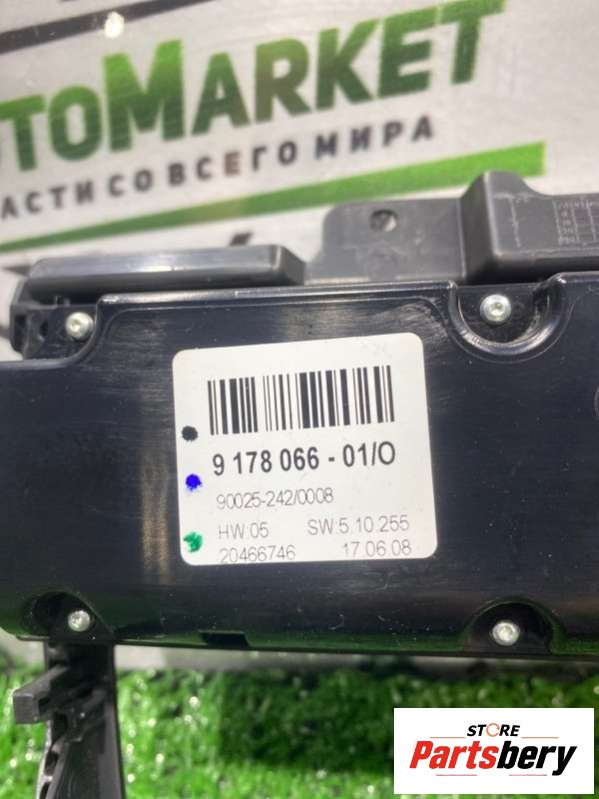 TOMARKET
АСТИ СО ВСЕГО МИРА
9 178 066 - 01/O
90025-242/0008
HW:05 SW:5.10.255
20466746 17.06.08
STORE
Partsbery